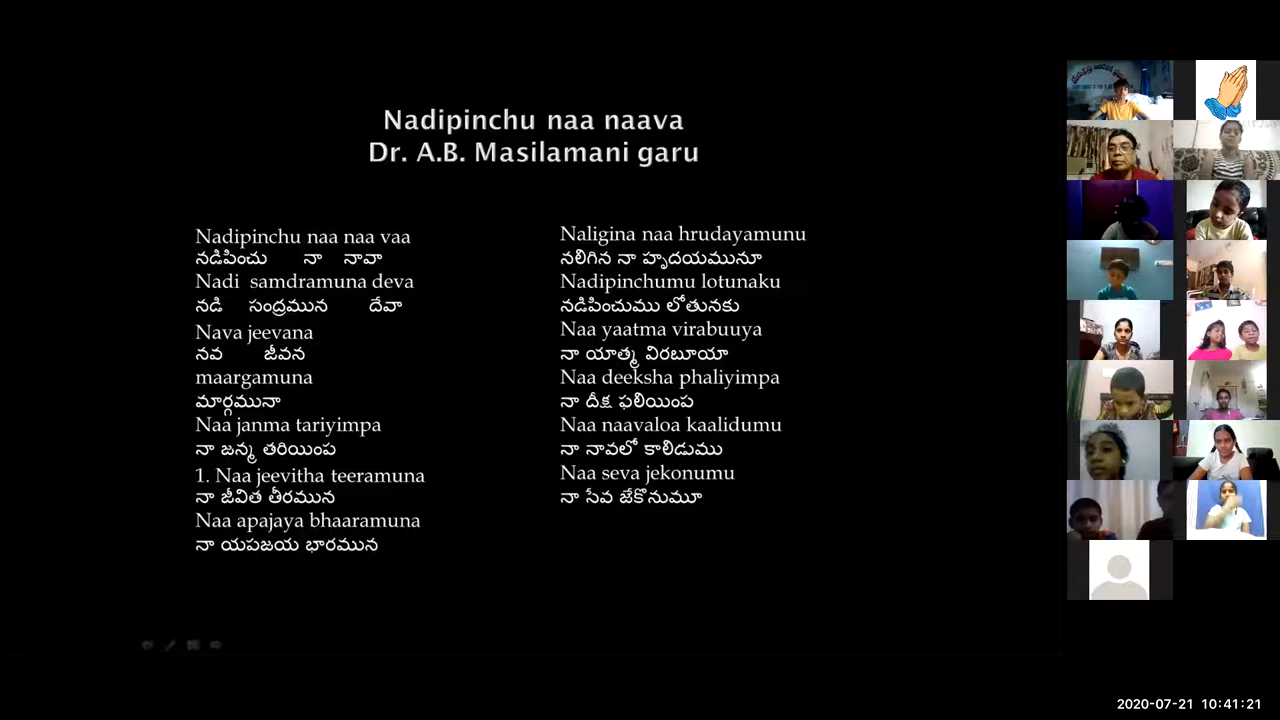 Nadipinchu naa naava
Dr. A.B. Masilamani garu
Nadipinchu naa naa vaa
నడిపించు నా నావా
Nadi samdramuna deva
నడి సంద్రమున దేవా
Nava jeevana
నవ జీవన
maargamuna
మార్గమునా
Naa janma tariyimpa
నా జన్మ తరియింప
1. Naa jeevitha teeramuna
నా జీవిత తీరమున
Naa apajaya bhaaramuna
నా యపజయ భారమున
Naligina naa hrudayamunu
నలిగిన నా హృదయమునూ
Nadipinchumu lotunaku
నడిపించుము లోతునకు
Naa yaatma virabuuya
నా యాత్మ విరబూయా
Naa deeksha phaliyimpa
నా దీక్ష ఫలియింప
Naa naavaloa kaalidumu
నా నావలో కాలిడుము
Naa seva jekonumu
నా సేవ జేకొనుమూ
2020-07-21 10:41:21